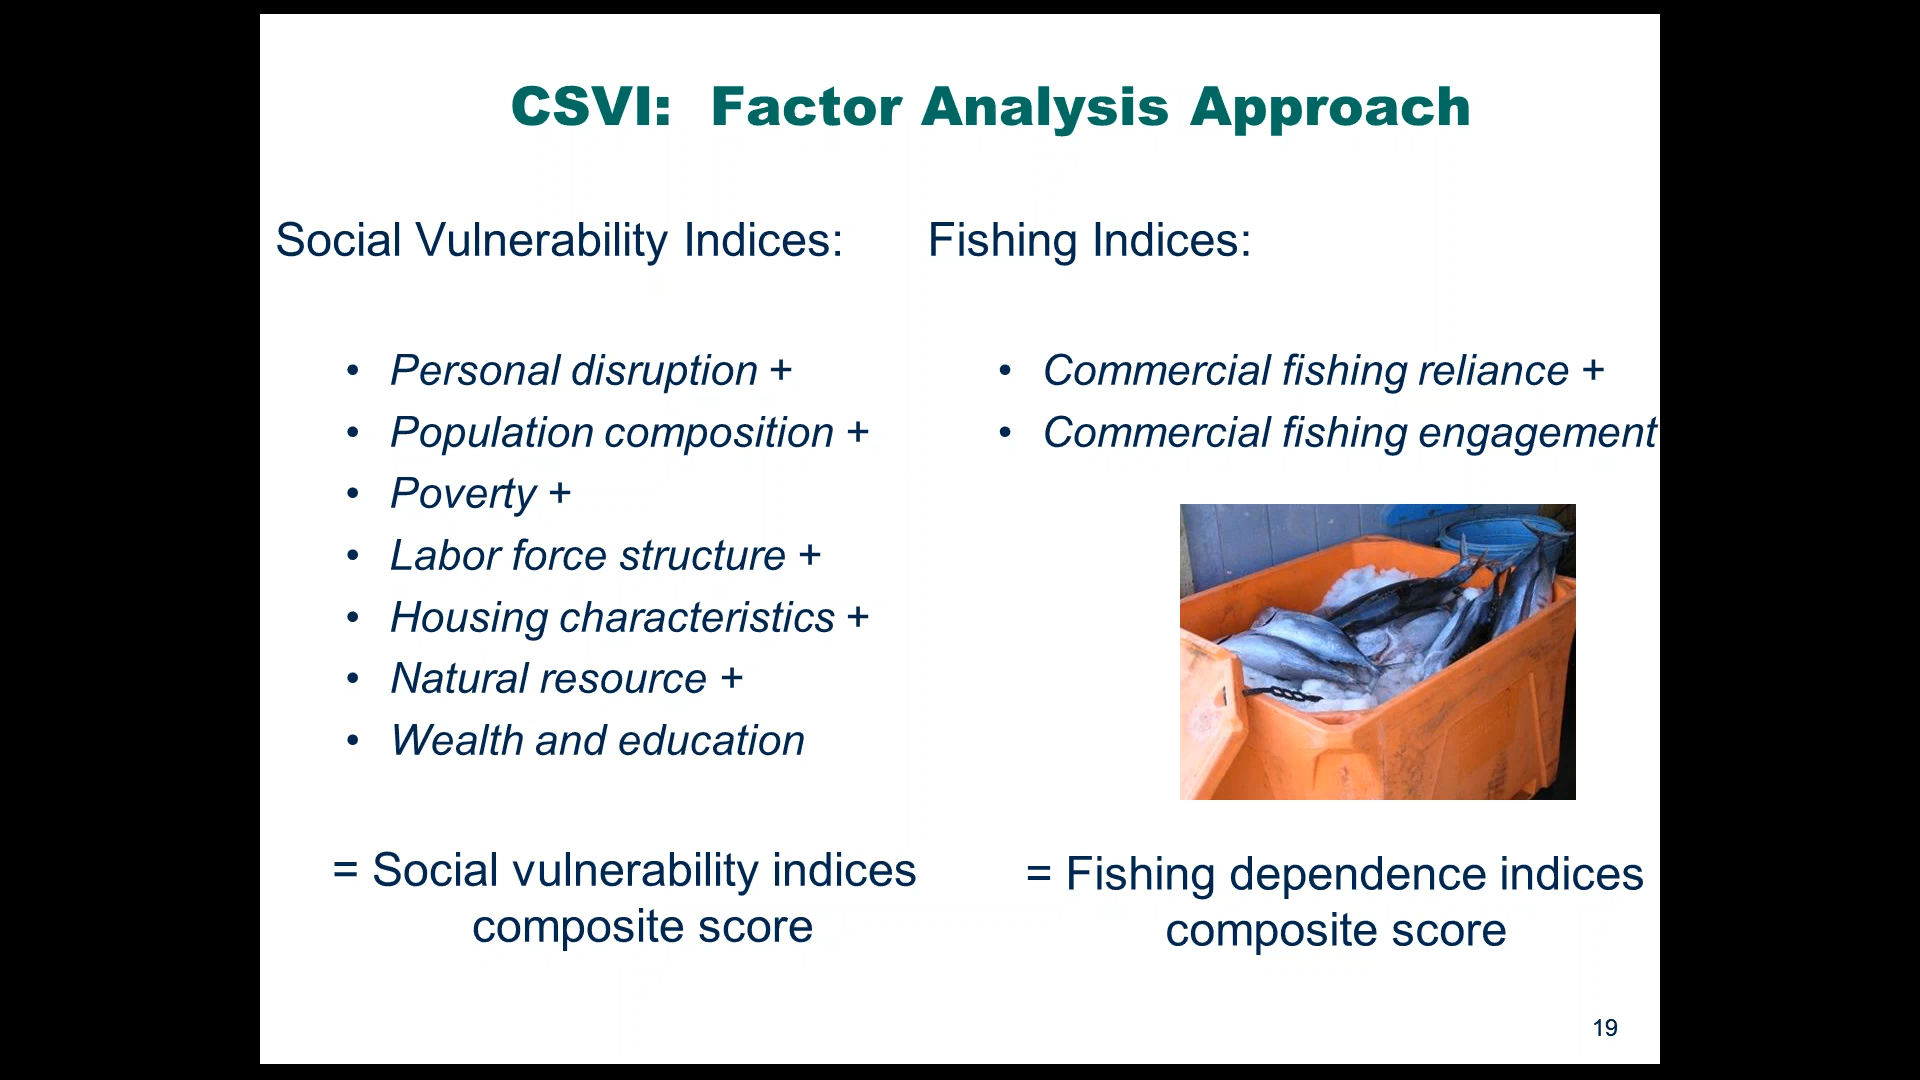 CSVI: Factor Analysis Approach
Social Vulnerability Indices:
• Personal disruption +
• Population composition +
• Poverty +
• Labor force structure +
• Housing characteristics +
• Natural resource +
• Wealth and education
= Social vulnerability indices
composite score
Fishing Indices:
• Commercial fishing reliance +
• Commercial fishing engagement
= Fishing dependence indices
composite score
19